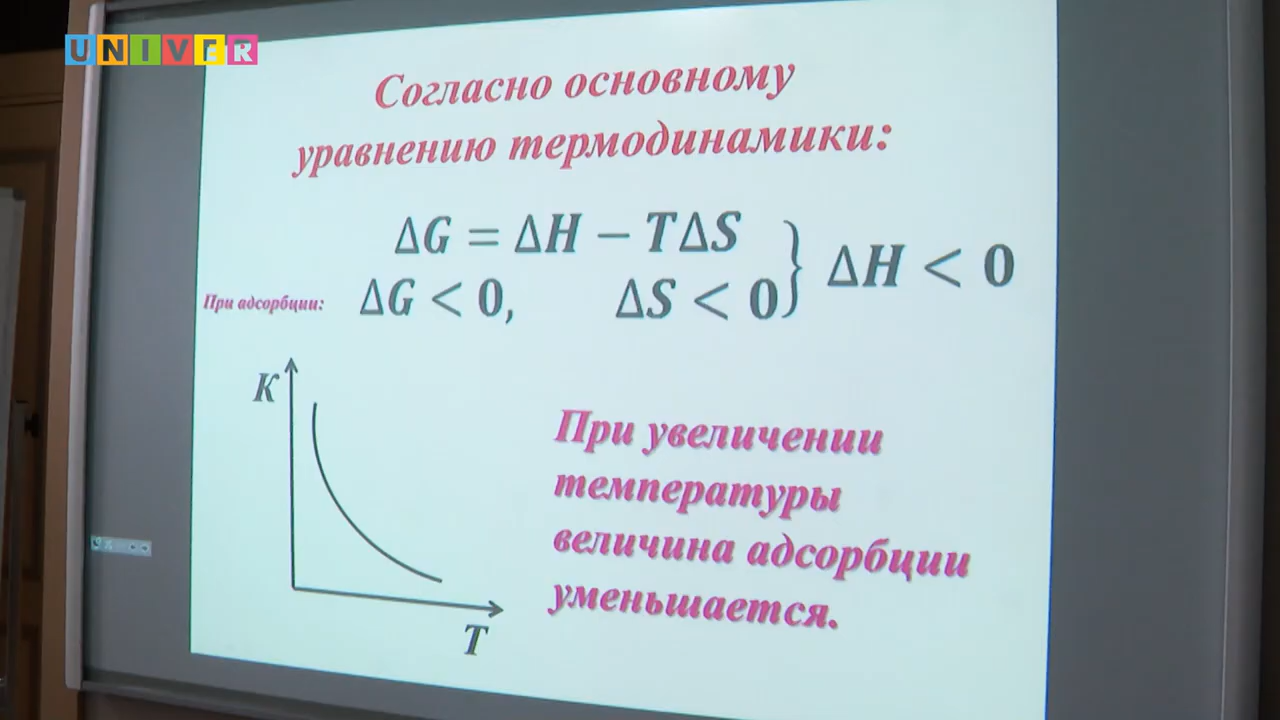 UNIVER
Согласно основному
уравнению термодинамики:
ΔG = ΔH − TΔS
ΔH < 0
При адсорбции: ΔG < 0, ΔS < 0
K
При увеличении
температуры
величина адсорбции
уменьшается.
T